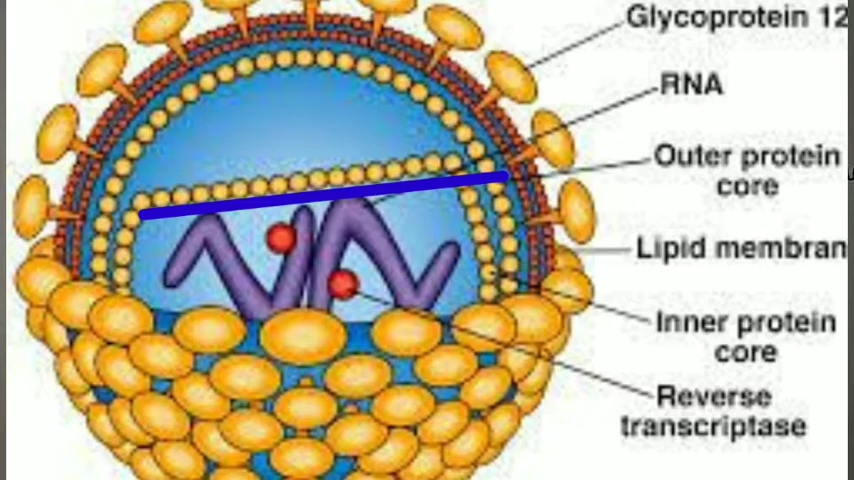 Glycoprotein 12
RNA
Outer protein
core
Lipid membran
Inner protein
core
Reverse
transcriptase